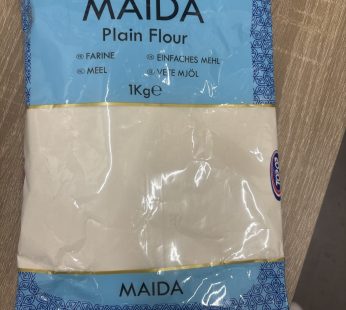 MAIDA
Plain Flour
FARINE
EINFACHES MEHL
MEEL
VETE MJÖL
1Kg℮
MAIDA